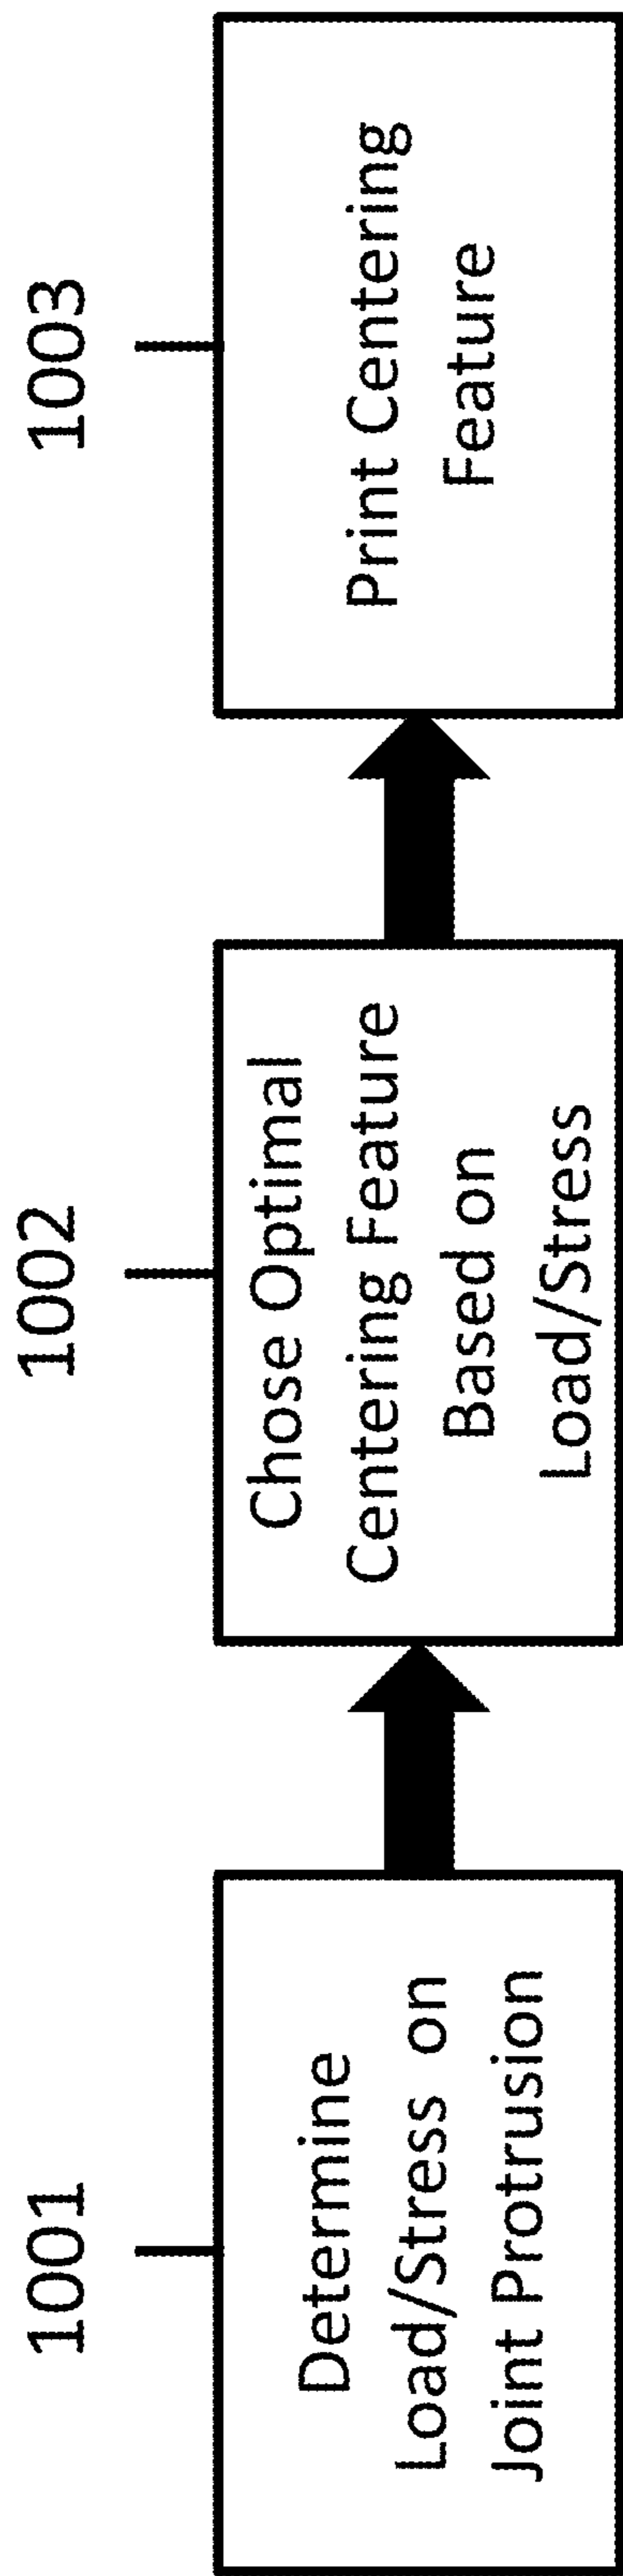 1001
Determine
Load/Stress on
Joint Protrusion
1002
Chose Optimal
Centering Feature
Based on
Load/Stress
1003
Print Centering
Feature